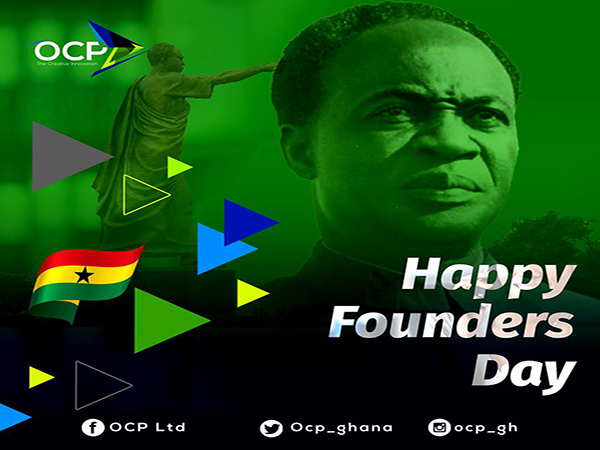 OCP
The Creative Innovation
Happy
Founders
Day
OCP Ltd
Ocp_ghana
ocp_gh